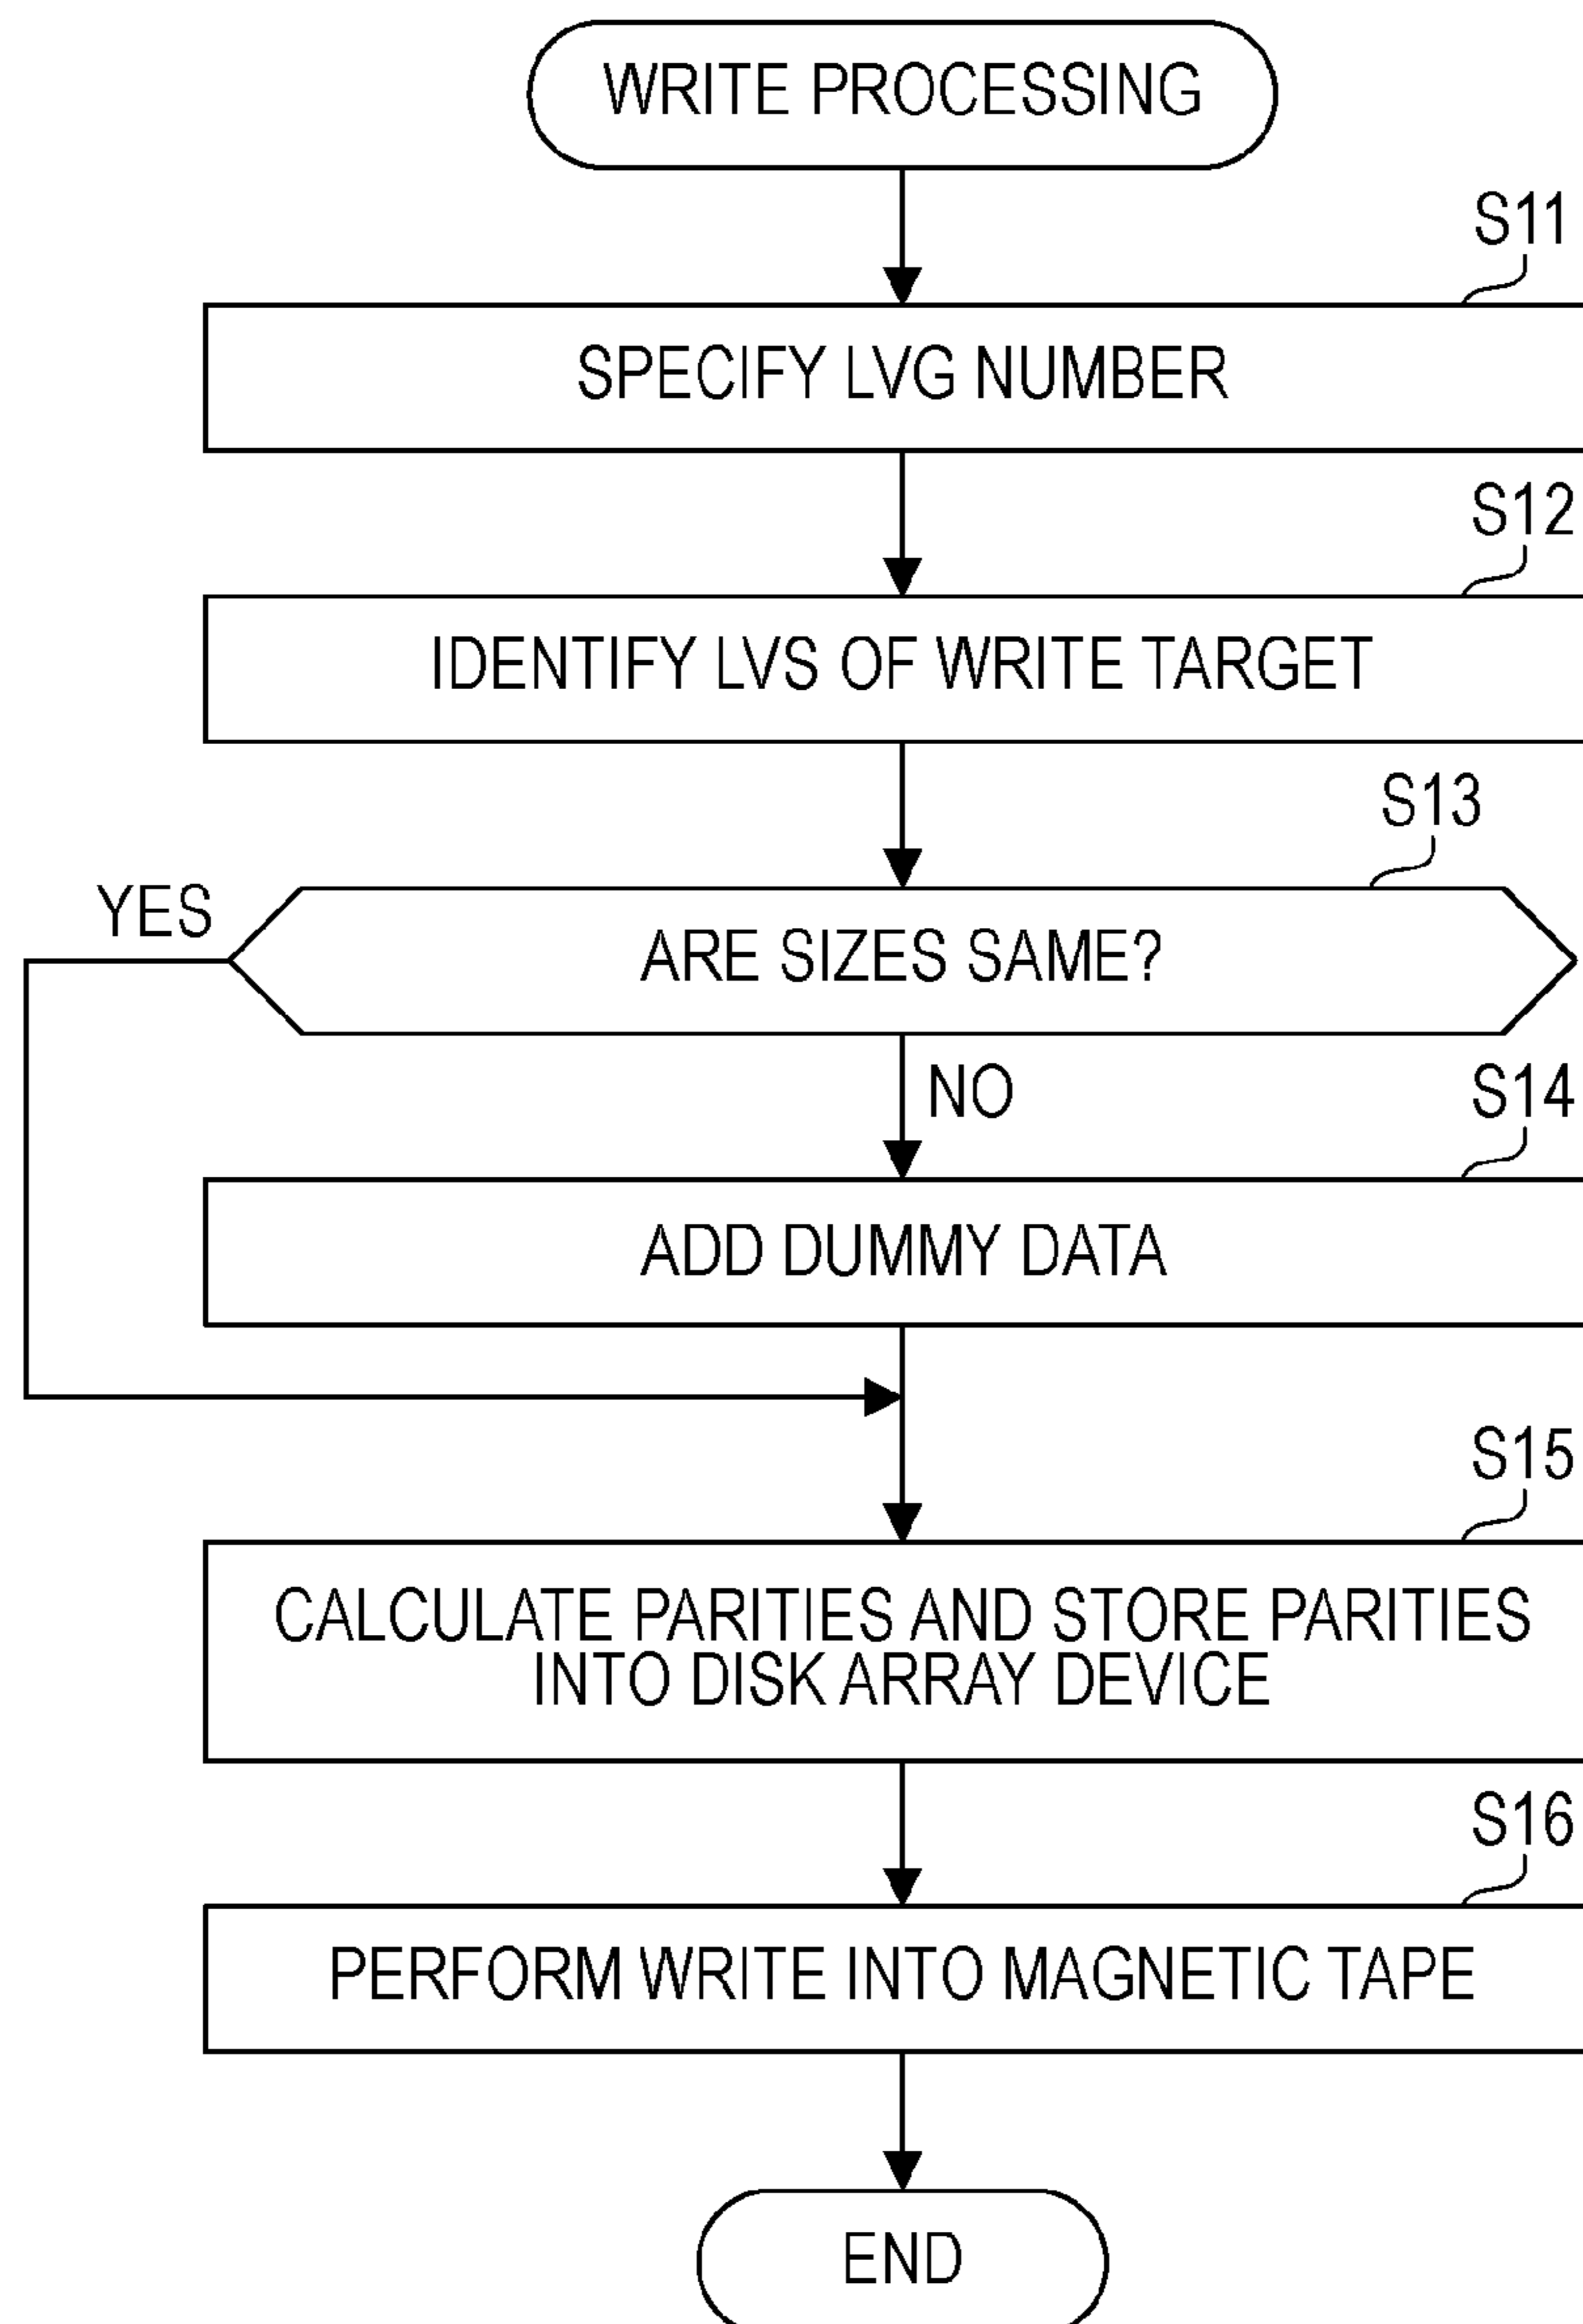 WRITE PROCESSING
S11
SPECIFY LVG NUMBER
S12
IDENTIFY LVS OF WRITE TARGET
S13
YES
ARE SIZES SAME?
NO
S14
ADD DUMMY DATA
S15
CALCULATE PARITIES AND STORE PARITIES
INTO DISK ARRAY DEVICE
S16
PERFORM WRITE INTO MAGNETIC TAPE
END